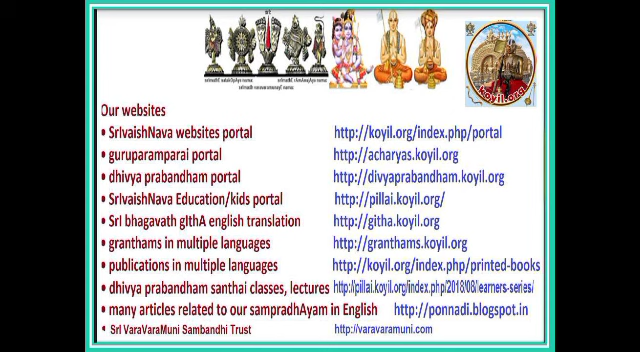 koyil.org
Our websites
• SrIvaishNava websites portal http://koyil.org/index.php/portal
• guruparamparai portal http://acharyas.koyil.org
• dhivya prabandham portal http://divyaprabandham.koyil.org
• SrIvaishNava Education/kids portal http://pillai.koyil.org/
• SrI bhagavath gIthA english translation http://githa.koyil.org
• granthams in multiple languages http://granthams.koyil.org
• publications in multiple languages http://koyil.org/index.php/printed-books
• dhivya prabandham santhai classes, lectures http://pillai.koyil.org/index.php/2018/08/learners-series/
• many articles related to our sampradhAyam in English http://ponnadi.blogspot.in
• SrI VaraVaraMuni Sambandhi Trust http://varavaramuni.com